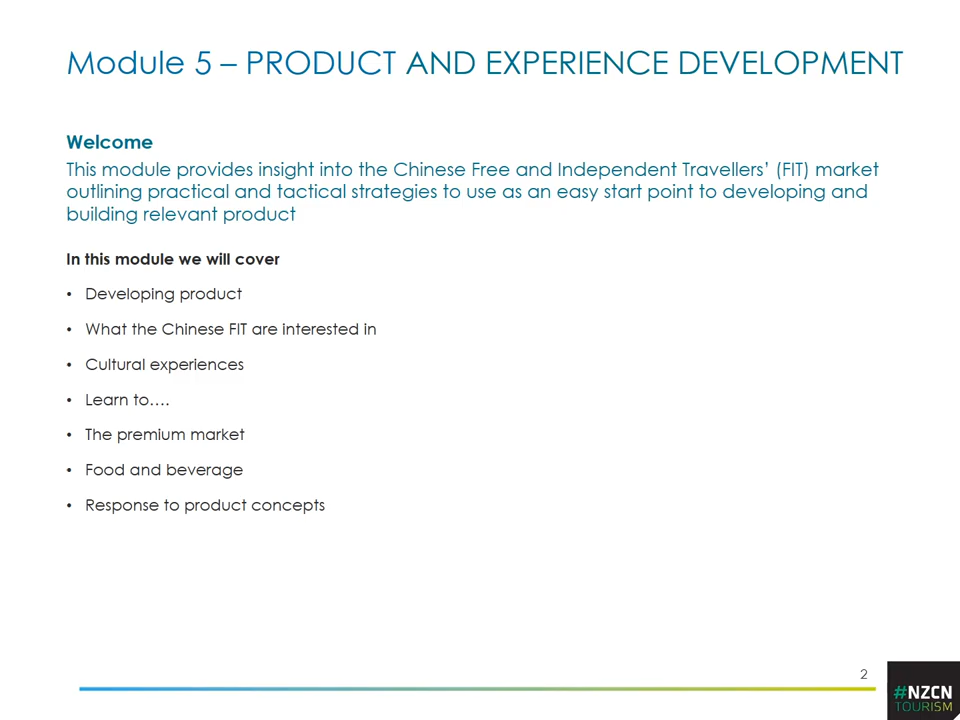 Module 5 – PRODUCT AND EXPERIENCE DEVELOPMENT
Welcome
This module provides insight into the Chinese Free and Independent Travellers’ (FIT) market
outlining practical and tactical strategies to use as an easy start point to developing and
building relevant product
In this module we will cover
• Developing product
• What the Chinese FIT are interested in
• Cultural experiences
• Learn to….
• The premium market
• Food and beverage
• Response to product concepts
2
#NZCN
TOURISM